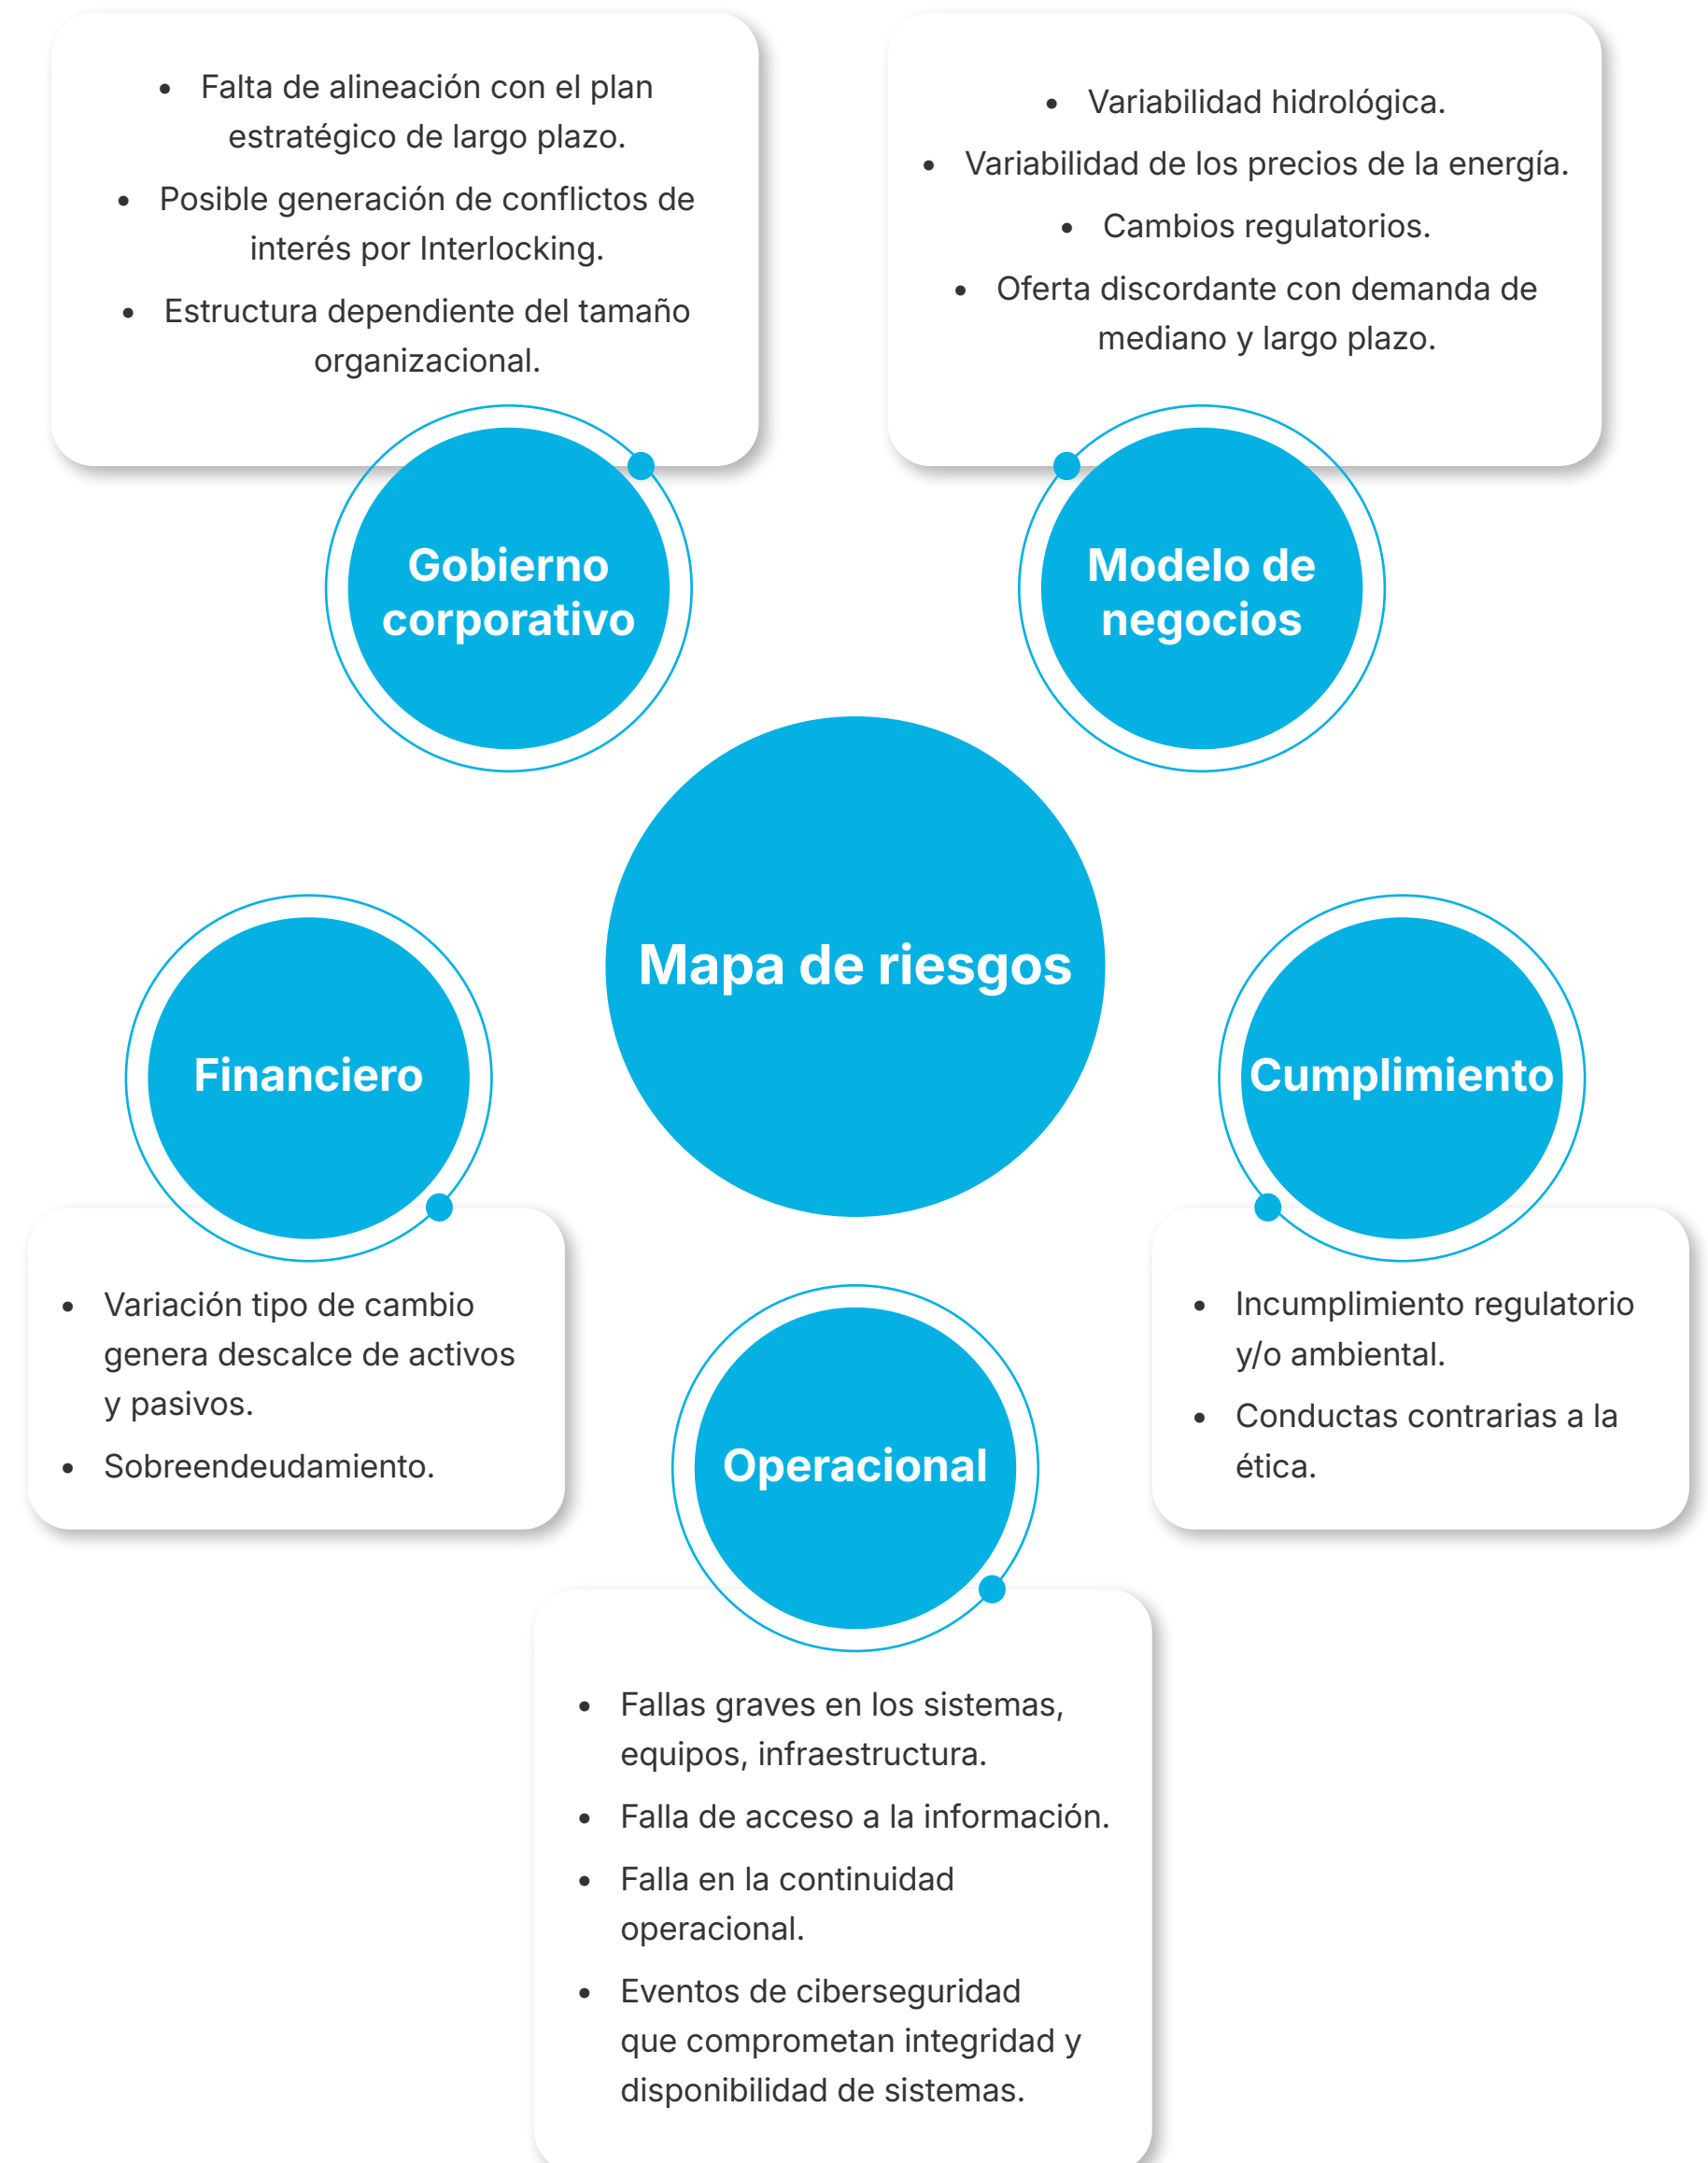 • Falta de alineación con el plan
estratégico de largo plazo.
• Posible generación de conflictos de
interés por Interlocking.
• Estructura dependiente del tamaño
organizacional.
• Variabilidad hidrológica.
• Variabilidad de los precios de la energía.
• Cambios regulatorios.
• Oferta discordante con demanda de
mediano y largo plazo.
Gobierno
corporativo
Modelo de
negocios
Mapa de riesgos
Financiero
Cumplimiento
• Variación tipo de cambio
genera descalce de activos
y pasivos.
• Sobreendeudamiento.
• Incumplimiento regulatorio
y/o ambiental.
• Conductas contrarias a la
ética.
Operacional
• Fallas graves en los sistemas,
equipos, infraestructura.
• Falla de acceso a la información.
• Falla en la continuidad
operacional.
• Eventos de ciberseguridad
que comprometan integridad y
disponibilidad de sistemas.